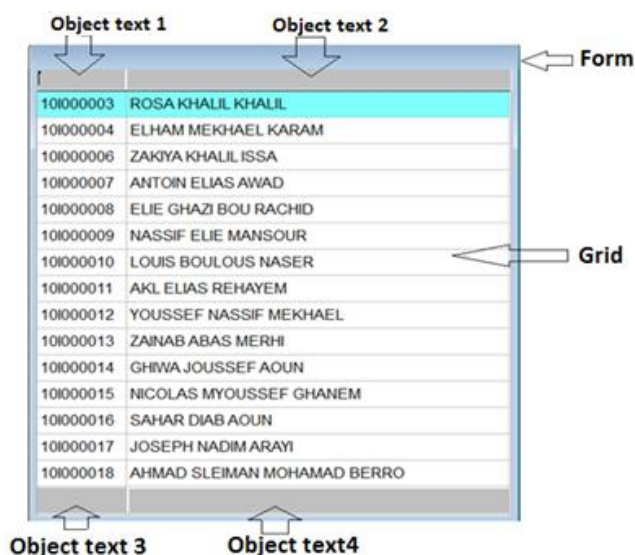 Object text 1 Object text 2
Form
10I000003 ROSA KHALIL KHALIL
10I000004 ELHAM MEKHAEL KARAM
10I000006 ZAKIYA KHALIL ISSA
10I000007 ANTOIN ELIAS AWAD
10I000008 ELIE GHAZI BOU RACHID
10I000009 NASSIF ELIE MANSOUR
Grid
10I000010 LOUIS BOULOUS NASER
10I000011 AKL ELIAS REHAYEM
10I000012 YOUSSEF NASSIF MEKHAEL
10I000013 ZAINAB ABAS MERHI
10I000014 GHIWA JOUSSEF AOUN
10I000015 NICOLAS MYOUSSEF GHANEM
10I000016 SAHAR DIAB AOUN
10I000017 JOSEPH NADIM ARAYI
10I000018 AHMAD SLEIMAN MOHAMAD BERRO
Object text 3 Object text4